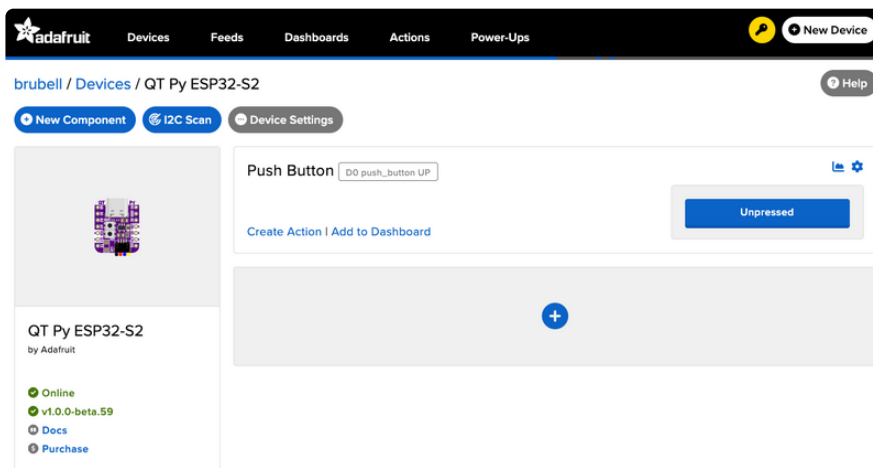 adafruit Devices Feeds Dashboards Actions Power-Ups New Device
brubell / Devices / QT Py ESP32-S2 Help
New Component I2C Scan Device Settings
Push Button D0 push_button UP
Unpressed
Create Action | Add to Dashboard
QT Py ESP32-S2
by Adafruit
Online
v1.0.0-beta.59
Docs
Purchase